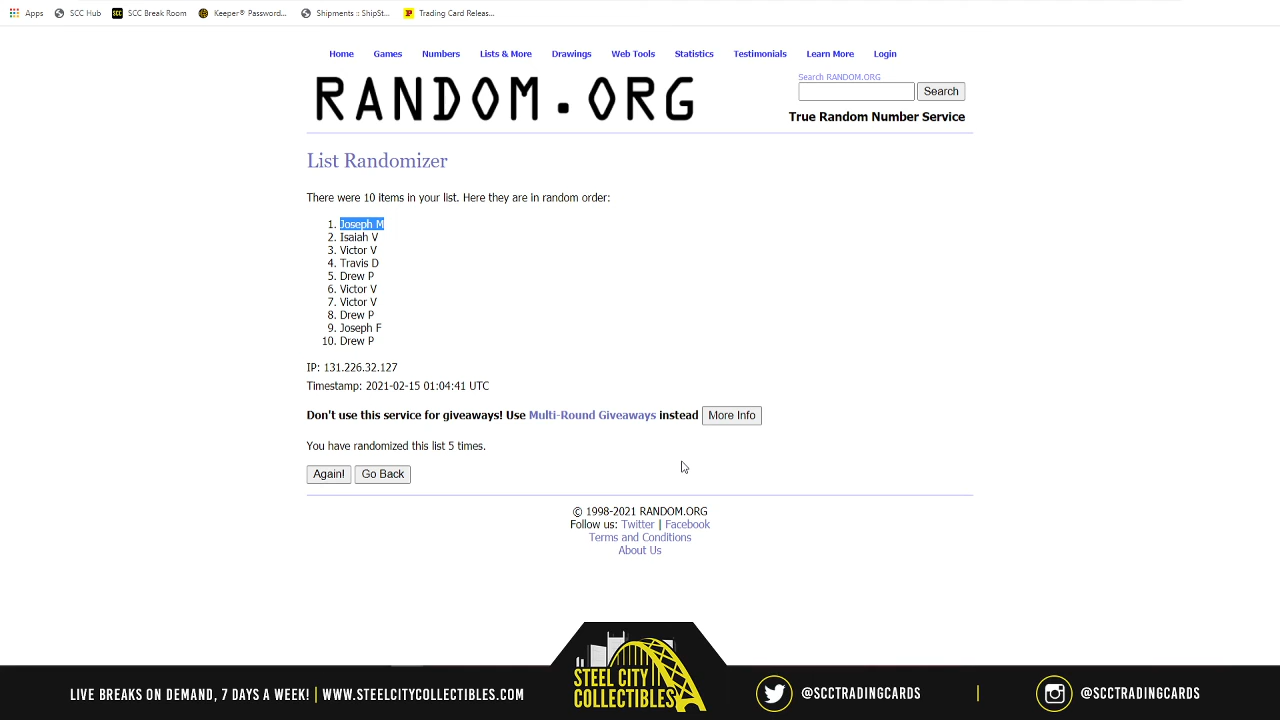 Apps SCC Hub SCC Break Room Keeper® Password... Shipments :: ShipSt... Trading Card Releas...
Home Games Numbers Lists & More Drawings Web Tools Statistics Testimonials Learn More Login
RANDOM.ORG
Search RANDOM.ORG
Search
True Random Number Service
List Randomizer
There were 10 items in your list. Here they are in random order:
1. Joseph M
2. Isaiah V
3. Victor V
4. Travis D
5. Drew P
6. Victor V
7. Victor V
8. Drew P
9. Joseph F
10. Drew P
IP: 131.226.32.127
Timestamp: 2021-02-15 01:04:41 UTC
Don't use this service for giveaways! Use Multi-Round Giveaways instead More Info
You have randomized this list 5 times.
Again! Go Back
© 1998-2021 RANDOM.ORG
Follow us: Twitter | Facebook
Terms and Conditions
About Us
LIVE BREAKS ON DEMAND, 7 DAYS A WEEK! | WWW.STEELCITYCOLLECTIBLES.COM
STEEL CITY
COLLECTIBLES
@SCCTRADINGCARDS | @SCCTRADINGCARDS